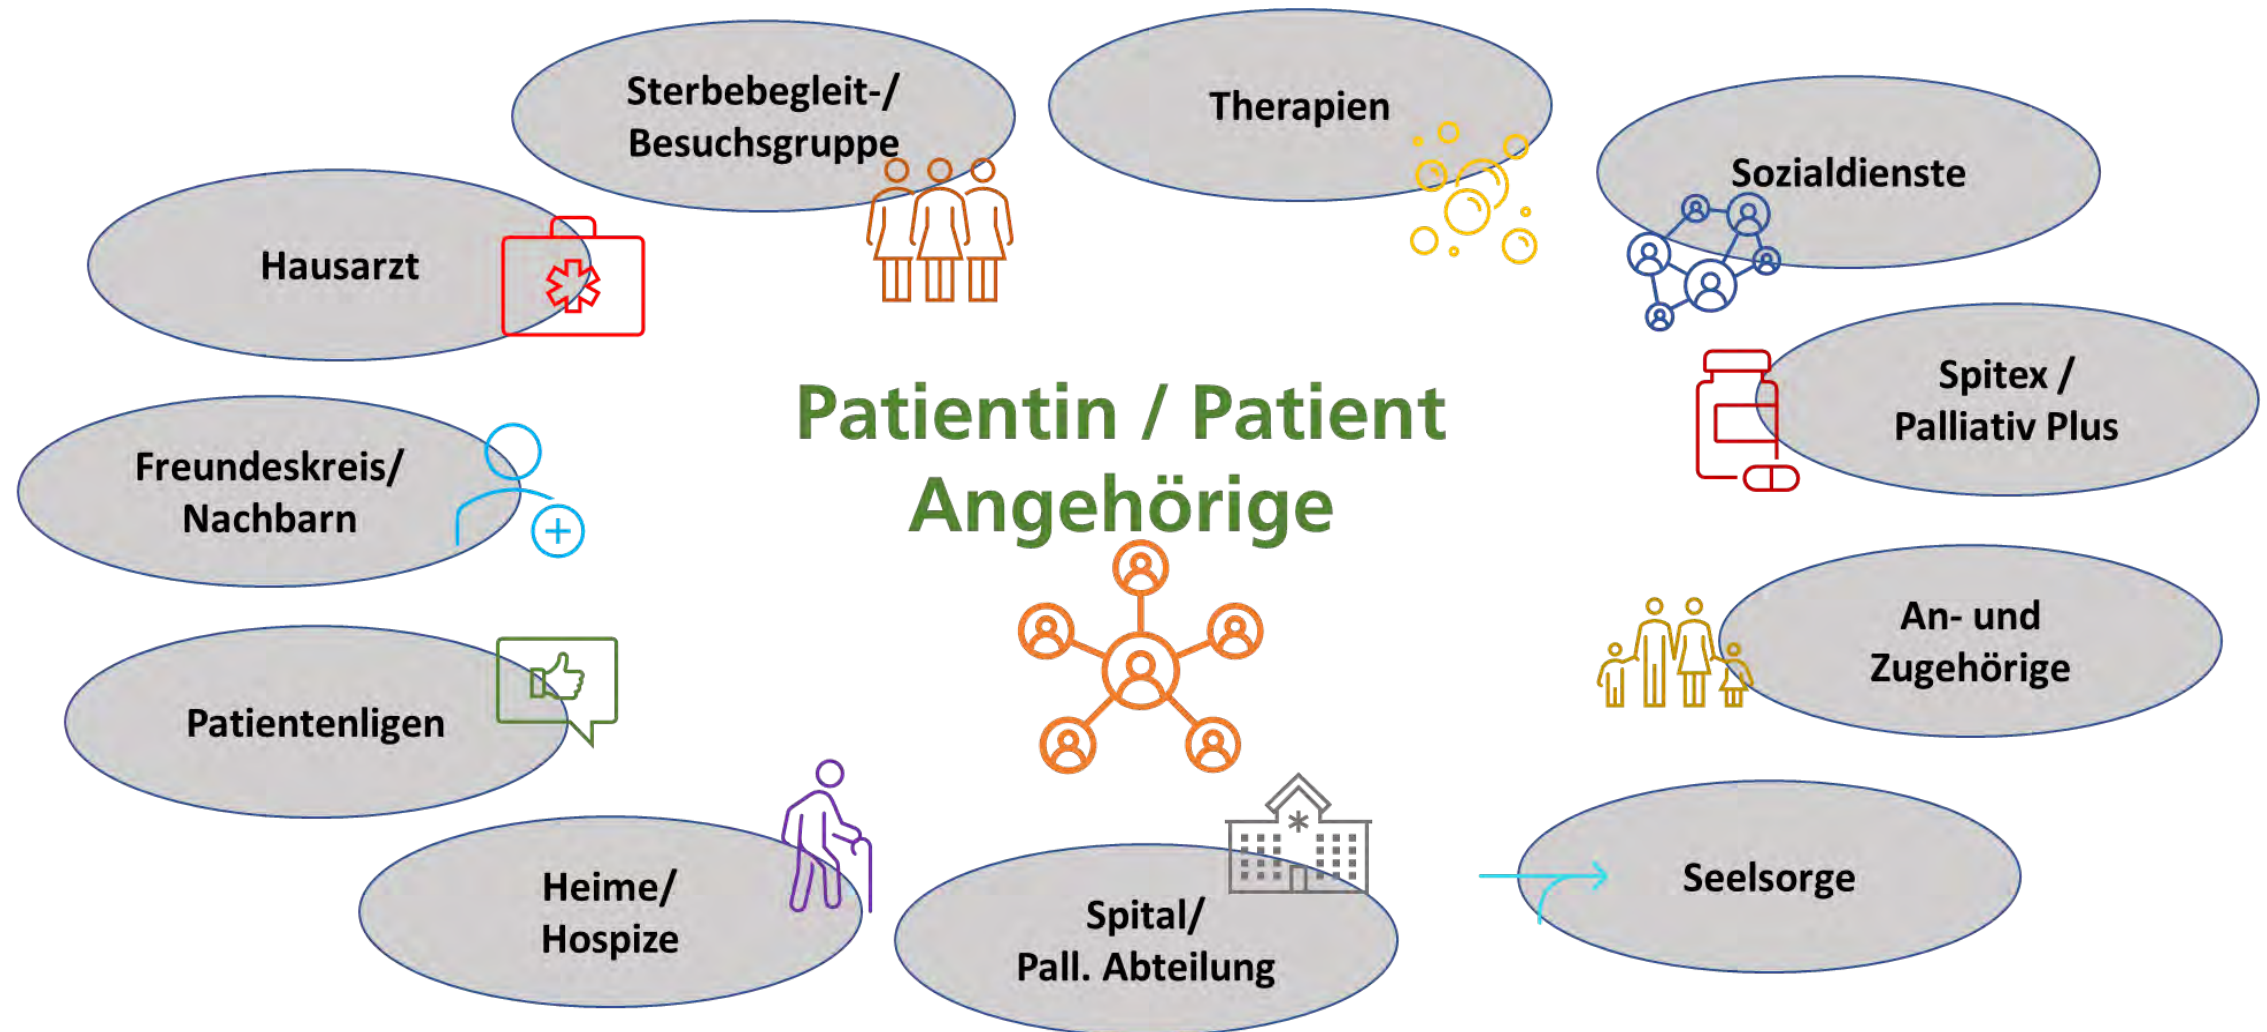 Sterbebegleit-/
Besuchsgruppe
Therapien
Sozialdienste
Hausarzt
Spitex /
Palliativ Plus
Patientin / Patient
Angehörige
Freundeskreis/
Nachbarn
An- und
Zugehörige
Patientenligen
Heime/
Hospize
Spital/
Pall. Abteilung
Seelsorge